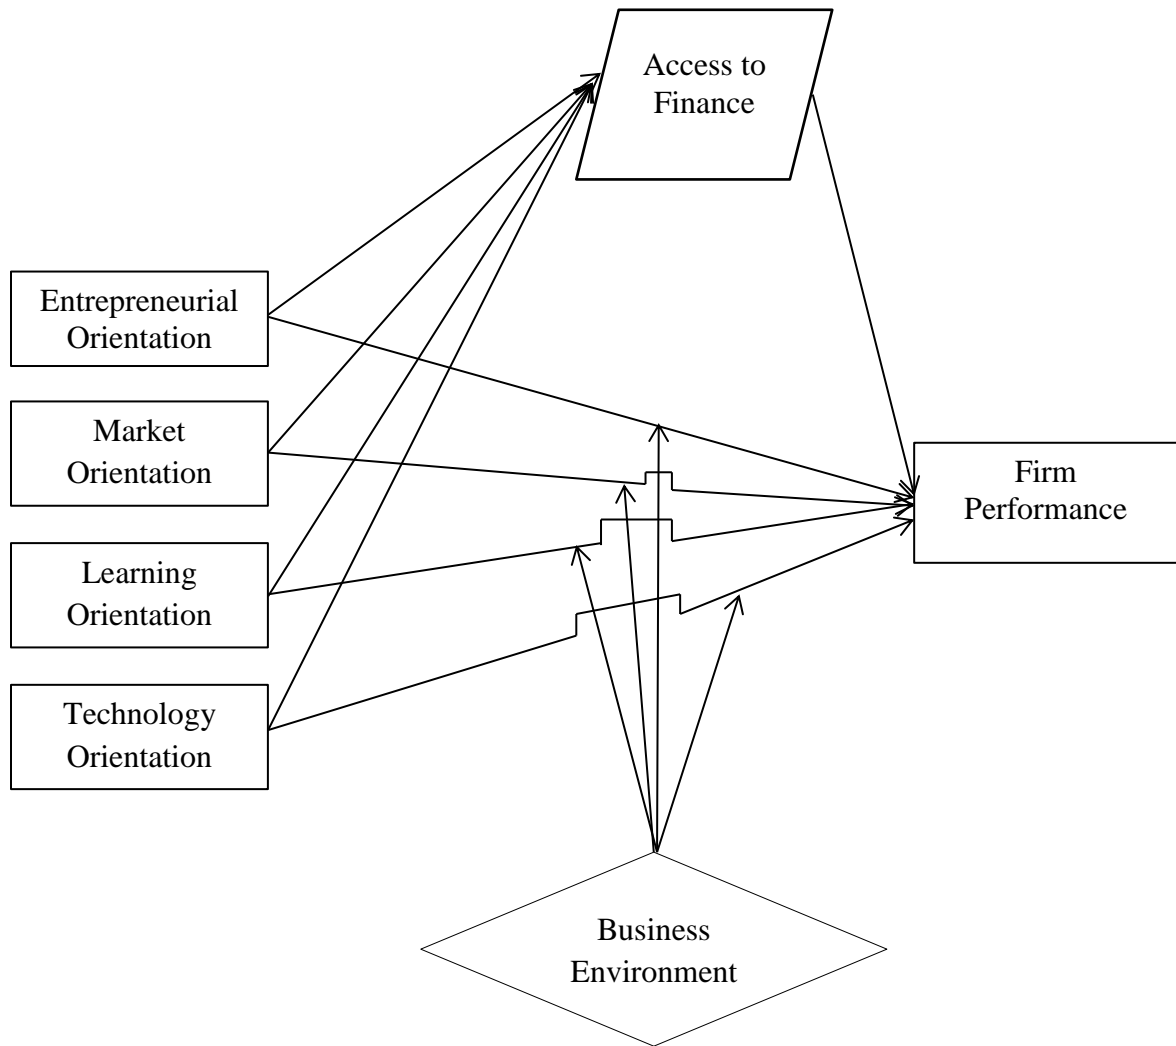 Access to
Finance
Entrepreneurial
Orientation
Market
Orientation
Firm
Performance
Learning
Orientation
Technology
Orientation
Business
Environment